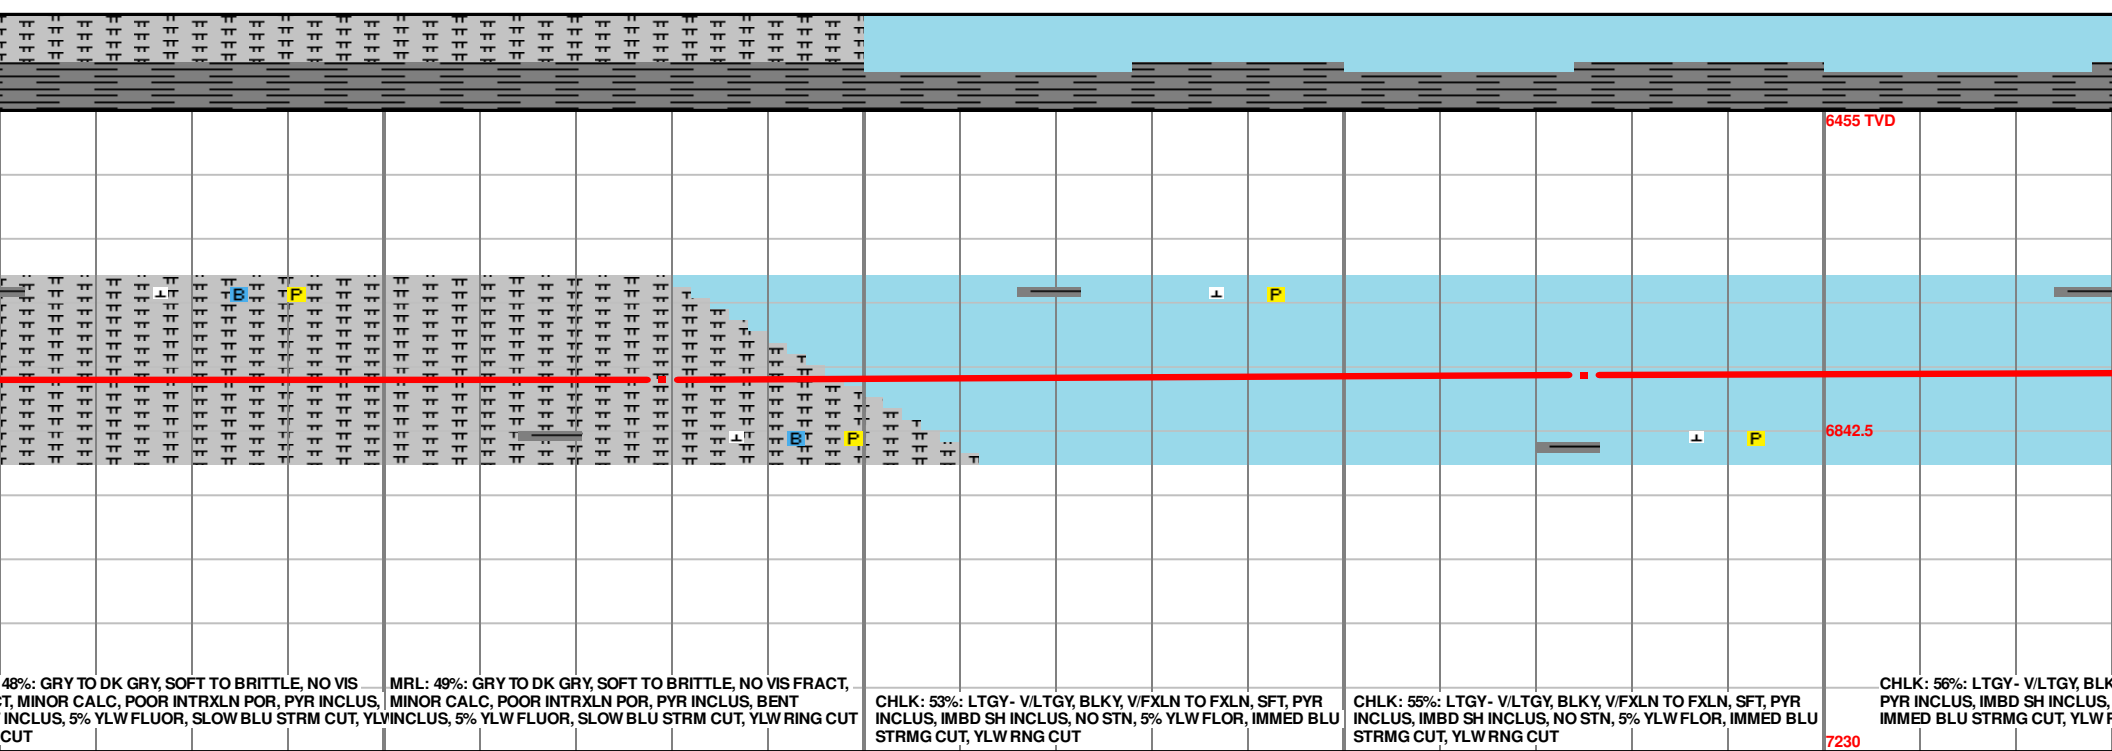 6455 TVD
B P
P
6842.5
B P
P
48%: GRY TO DK GRY, SOFT TO BRITTLE, NO VIS
T, MINOR CALC, POOR INTRXLN POR, PYR INCLUS,
INCLUS, 5% YLW FLUOR, SLOW BLU STRM CUT, YLW
CUT
MRL: 49%: GRY TO DK GRY, SOFT TO BRITTLE, NO VIS FRACT,
MINOR CALC, POOR INTRXLN POR, PYR INCLUS, BENT
INCLUS, 5% YLW FLUOR, SLOW BLU STRM CUT, YLW RING CUT
CHLK: 53%: LTGY- V/LTGY, BLKY, V/FXLN TO FXLN, SFT, PYR
INCLUS, IMBD SH INCLUS, NO STN, 5% YLW FLOR, IMMED BLU
STRMG CUT, YLW RNG CUT
CHLK: 55%: LTGY- V/LTGY, BLKY, V/FXLN TO FXLN, SFT, PYR
INCLUS, IMBD SH INCLUS, NO STN, 5% YLW FLOR, IMMED BLU
STRMG CUT, YLW RNG CUT
CHLK: 56%: LTGY- V/LTGY, BLK
PYR INCLUS, IMBD SH INCLUS,
IMMED BLU STRMG CUT, YLW
7230